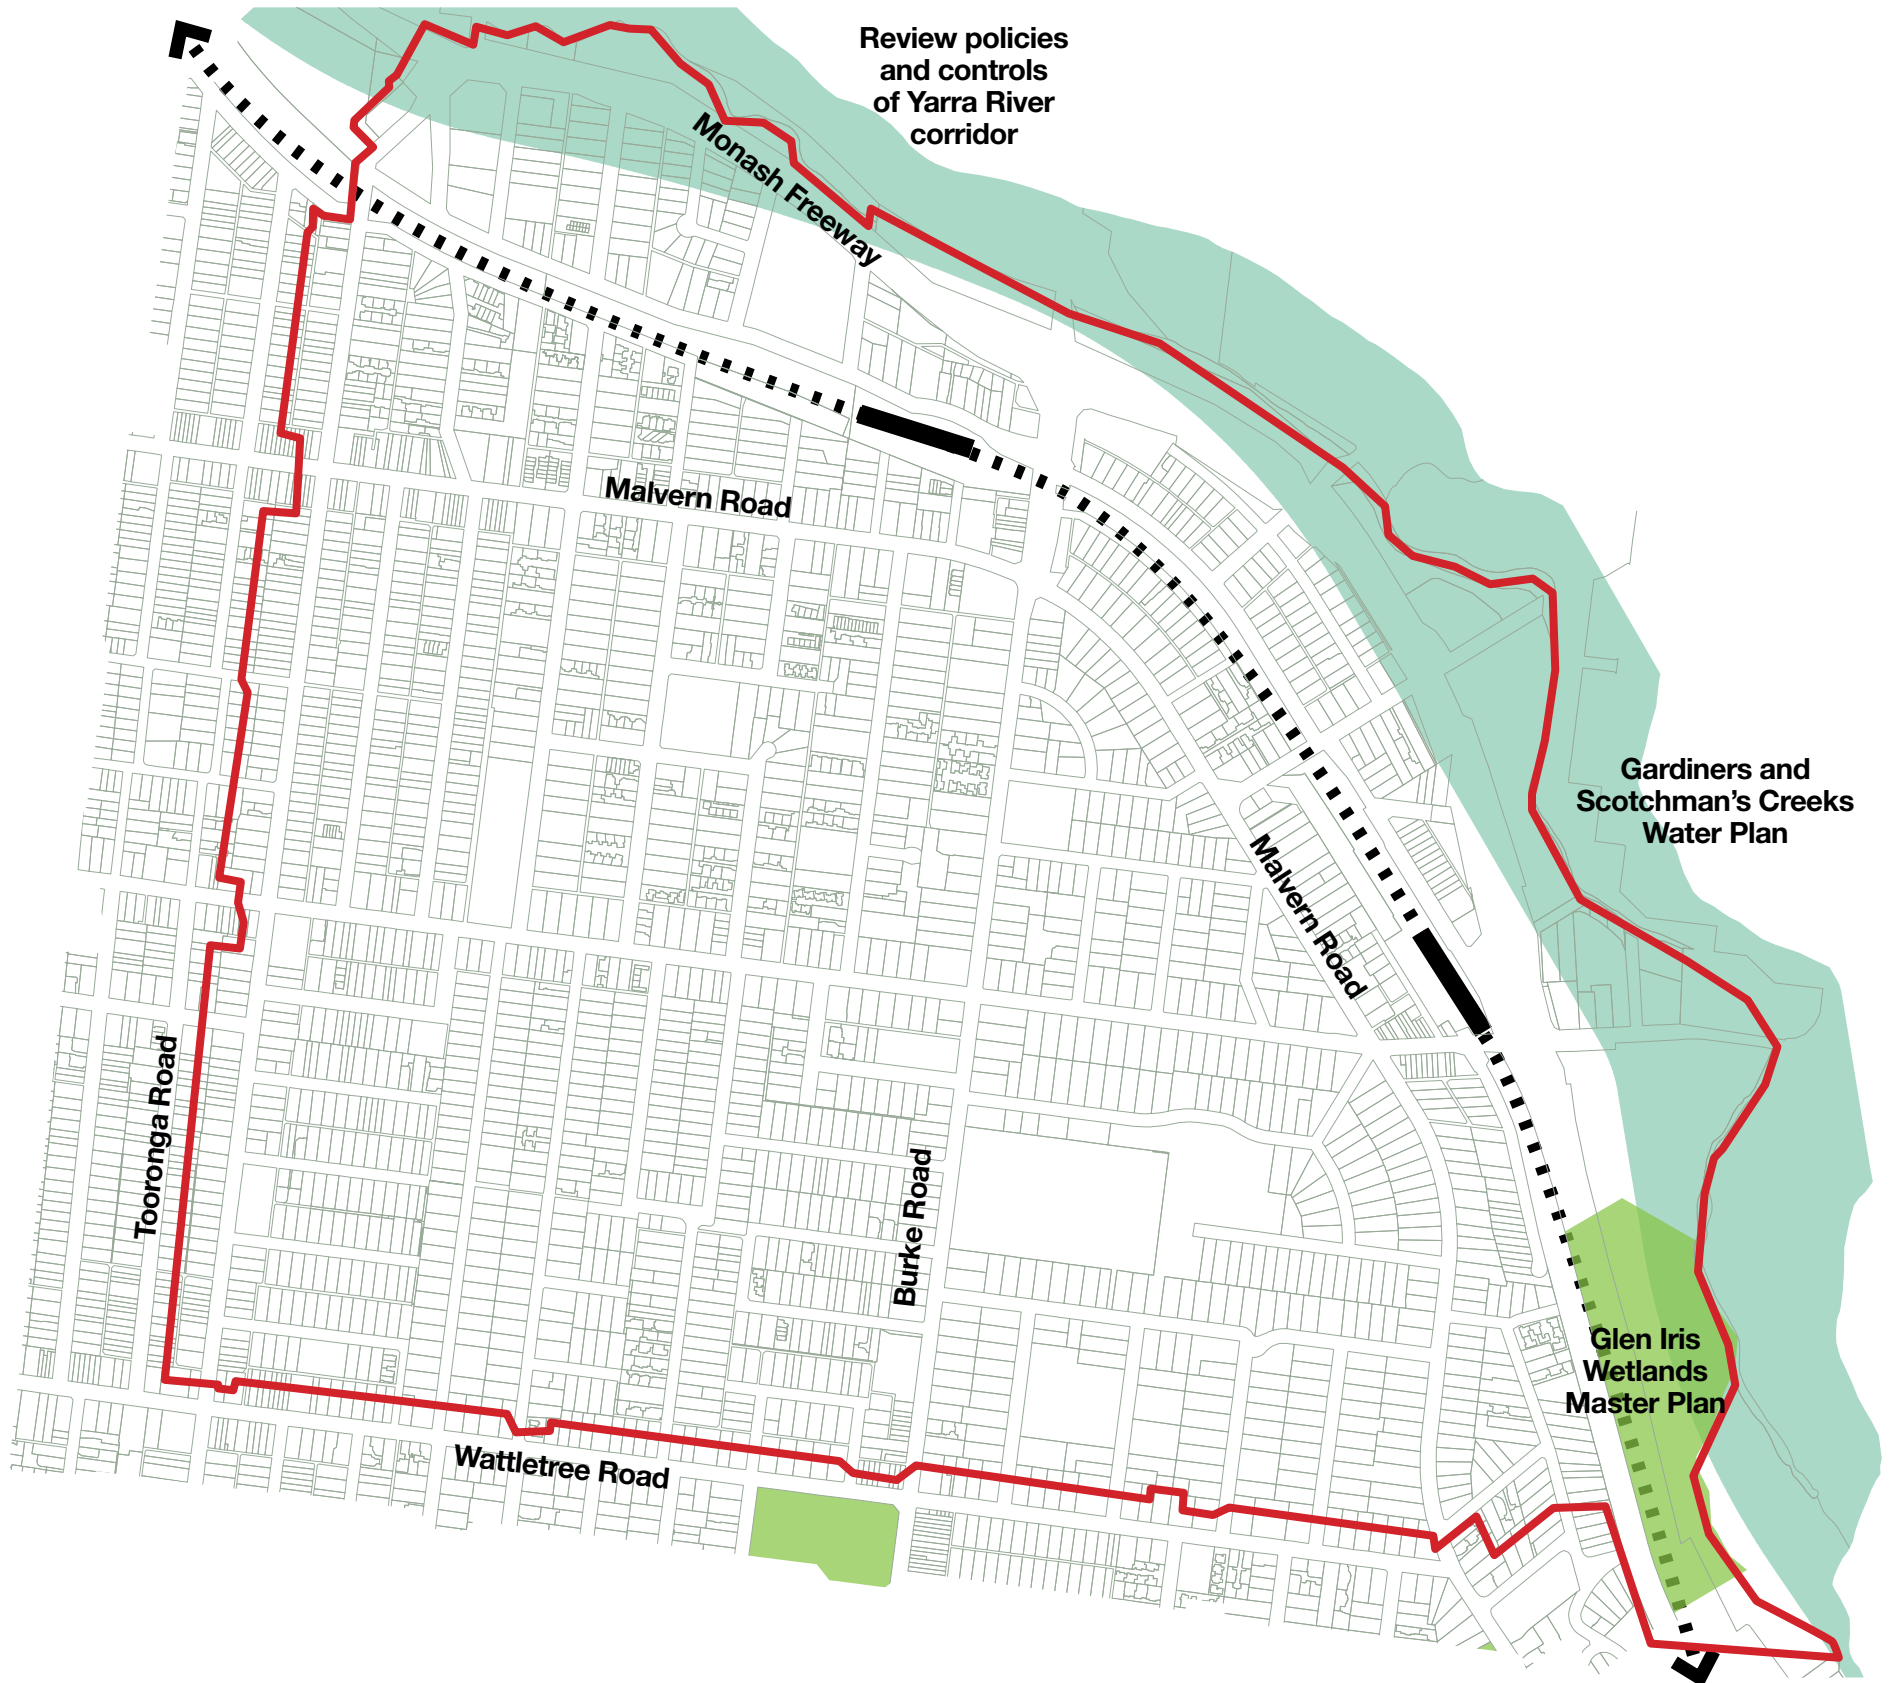 Review policies
and controls
of Yarra River
corridor
Monash Freeway
Malvern Road
Gardiners and
Scotchman's Creeks
Water Plan
Malvern Road
Tooronga Road
Burke Road
Glen Iris
Wetlands
Master Plan
Wattletree Road